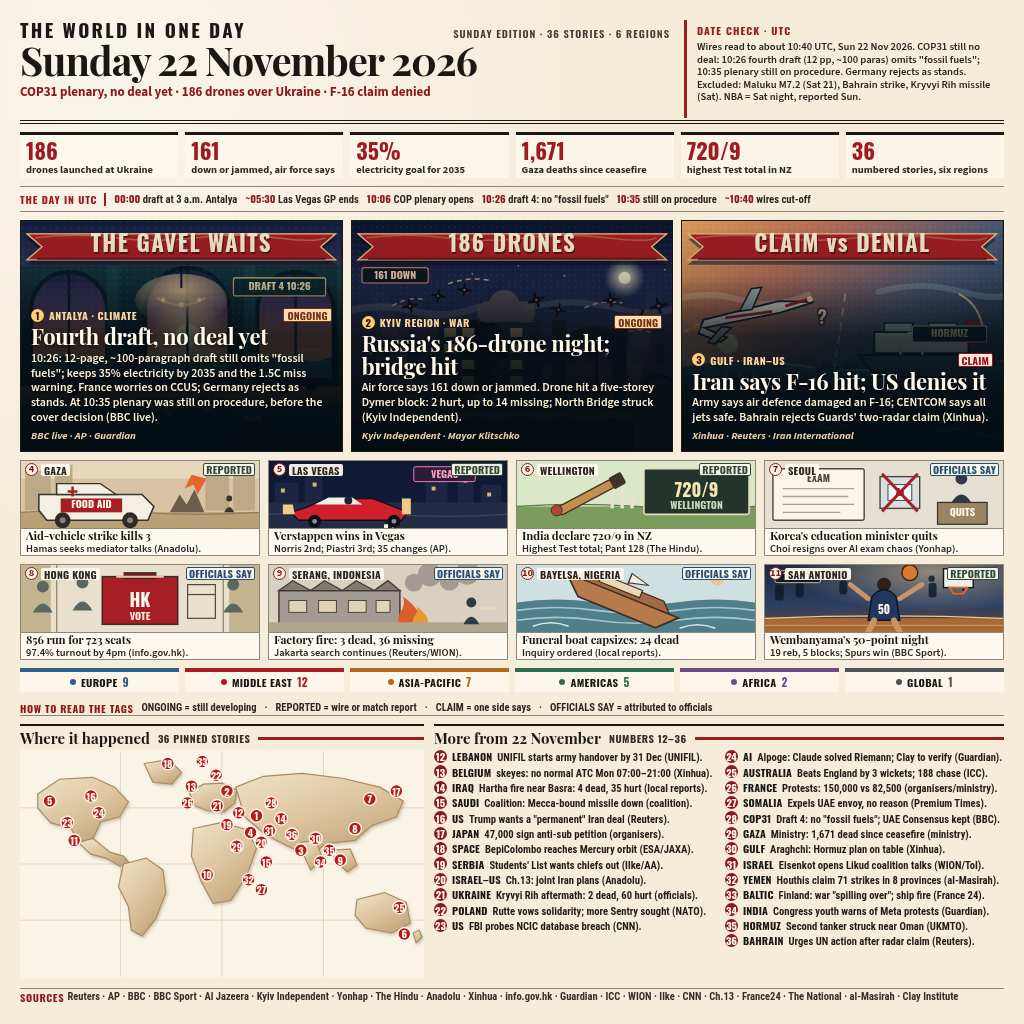 THE WORLD IN ONE DAY
SUNDAY EDITION · 36 STORIES · 6 REGIONS
Sunday 22 November 2026
COP31 plenary, no deal yet · 186 drones over Ukraine · F-16 claim denied
DATE CHECK · UTC
Wires read to about 10:40 UTC, Sun 22 Nov 2026. COP31 still no
deal: 10:26 fourth draft (12 pp, ~100 paras) omits "fossil fuels";
10:35 plenary still on procedure. Germany rejects as stands.
Excluded: Maluku M7.2 (Sat 21), Bahrain strike, Kryvyi Rih missile
(Sat). NBA = Sat night, reported Sun.
186
drones launched at Ukraine
161
down or jammed, air force says
35%
electricity goal for 2035
1,671
Gaza deaths since ceasefire
720/9
highest Test total in NZ
36
numbered stories, six regions
THE DAY IN UTC
00:00 draft at 3 a.m. Antalya ~05:30 Las Vegas GP ends 10:06 COP plenary opens 10:26 draft 4: no "fossil fuels" 10:35 still on procedure ~10:40 wires cut-off
THE GAVEL WAITS
DRAFT 4 10:26
1 ANTALYA · CLIMATE
ONGOING
Fourth draft, no deal yet
10:26: 12-page, ~100-paragraph draft still omits "fossil
fuels"; keeps 35% electricity by 2035 and the 1.5C miss
warning. France worries on CCUS; Germany rejects as
stands. At 10:35 plenary was still on procedure, before the
cover decision (BBC live).
BBC live · AP · Guardian
186 DRONES
161 DOWN
2 KYIV REGION · WAR
ONGOING
Russia's 186-drone night;
bridge hit
Air force says 161 down or jammed. Drone hit a five-storey
Dymer block: 2 hurt, up to 14 missing; North Bridge struck
(Kyiv Independent).
Kyiv Independent · Mayor Klitschko
CLAIM vs DENIAL
?
HORMUZ
3 GULF · IRAN–US
CLAIM
Iran says F-16 hit; US denies it
Army says air defence damaged an F-16; CENTCOM says all
jets safe. Bahrain rejects Guards' two-radar claim (Xinhua).
Xinhua · Reuters · Iran International
4 GAZA
REPORTED
FOOD AID
Aid-vehicle strike kills 3
Hamas seeks mediator talks (Anadolu).
5 LAS VEGAS
VEGAS
REPORTED
Verstappen wins in Vegas
Norris 2nd; Piastri 3rd; 35 changes (AP).
6 WELLINGTON
REPORTED
720/9
WELLINGTON
India declare 720/9 in NZ
Highest Test total; Pant 128 (The Hindu).
7 SEOUL
EXAM
OFFICIALS SAY
QUITS
Korea's education minister quits
Choi resigns over AI exam chaos (Yonhap).
8 HONG KONG
OFFICIALS SAY
HK
VOTE
856 run for 723 seats
97.4% turnout by 4pm (info.gov.hk).
9 SERANG, INDONESIA
OFFICIALS SAY
Factory fire: 3 dead, 36 missing
Jakarta search continues (Reuters/WION).
10 BAYELSA, NIGERIA
OFFICIALS SAY
Funeral boat capsizes: 24 dead
Inquiry ordered (local reports).
11 SAN ANTONIO
REPORTED
50
Wembanyama's 50-point night
19 reb, 5 blocks; Spurs win (BBC Sport).
EUROPE 9
MIDDLE EAST 12
ASIA-PACIFIC 7
AMERICAS 5
AFRICA 2
GLOBAL 1
HOW TO READ THE TAGS ONGOING = still developing · REPORTED = wire or match report · CLAIM = one side says · OFFICIALS SAY = attributed to officials
Where it happened 36 PINNED STORIES
18
33
22
13
2
26
21
5
16
24
23
11
12
1
28
14
19
4
31
36
29
20
30
35
3
34
9
15
10
32
27
7
17
8
25
6
More from 22 November NUMBERS 12–36
12 LEBANON UNIFIL starts army handover by 31 Dec (UNIFIL).
13 BELGIUM skeyes: no normal ATC Mon 07:00–21:00 (Xinhua).
14 IRAQ Hartha fire near Basra: 4 dead, 35 hurt (local reports).
15 SAUDI Coalition: Mecca-bound missile down (coalition).
16 US Trump wants a "permanent" Iran deal (Reuters).
17 JAPAN 47,000 sign anti-sub petition (organisers).
18 SPACE BepiColombo reaches Mercury orbit (ESA/JAXA).
19 SERBIA Students' List wants chiefs out (Ilke/AA).
20 ISRAEL–US Ch.13: joint Iran plans (Anadolu).
21 UKRAINE Kryvyi Rih aftermath: 2 dead, 60 hurt (officials).
22 POLAND Rutte vows solidarity; more Sentry sought (NATO).
23 US FBI probes NCIC database breach (CNN).
24 AI Alpoge: Claude solved Riemann; Clay to verify (Guardian).
25 AUSTRALIA Beats England by 3 wickets; 188 chase (ICC).
26 FRANCE Protests: 150,000 vs 82,500 (organisers/ministry).
27 SOMALIA Expels UAE envoy, no reason (Premium Times).
28 COP31 Draft 4: no "fossil fuels"; UAE Consensus kept (BBC).
29 GAZA Ministry: 1,671 dead since ceasefire (ministry).
30 GULF Araghchi: Hormuz plan on table (Xinhua).
31 ISRAEL Eisenkot opens Likud coalition talks (WION/ToI).
32 YEMEN Houthis claim 71 strikes in 8 provinces (al-Masirah).
33 BALTIC Finland: war "spilling over"; ship fire (France 24).
34 INDIA Congress youth warns of Meta protests (Guardian).
35 HORMUZ Second tanker struck near Oman (UKMTO).
36 BAHRAIN Urges UN action after radar claim (Reuters).
SOURCES Reuters · AP · BBC · BBC Sport · Al Jazeera · Kyiv Independent · Yonhap · The Hindu · Anadolu · Xinhua · info.gov.hk · Guardian · ICC · WION · Ilke · CNN · Ch.13 · France24 · The National · al-Masirah · Clay Institute